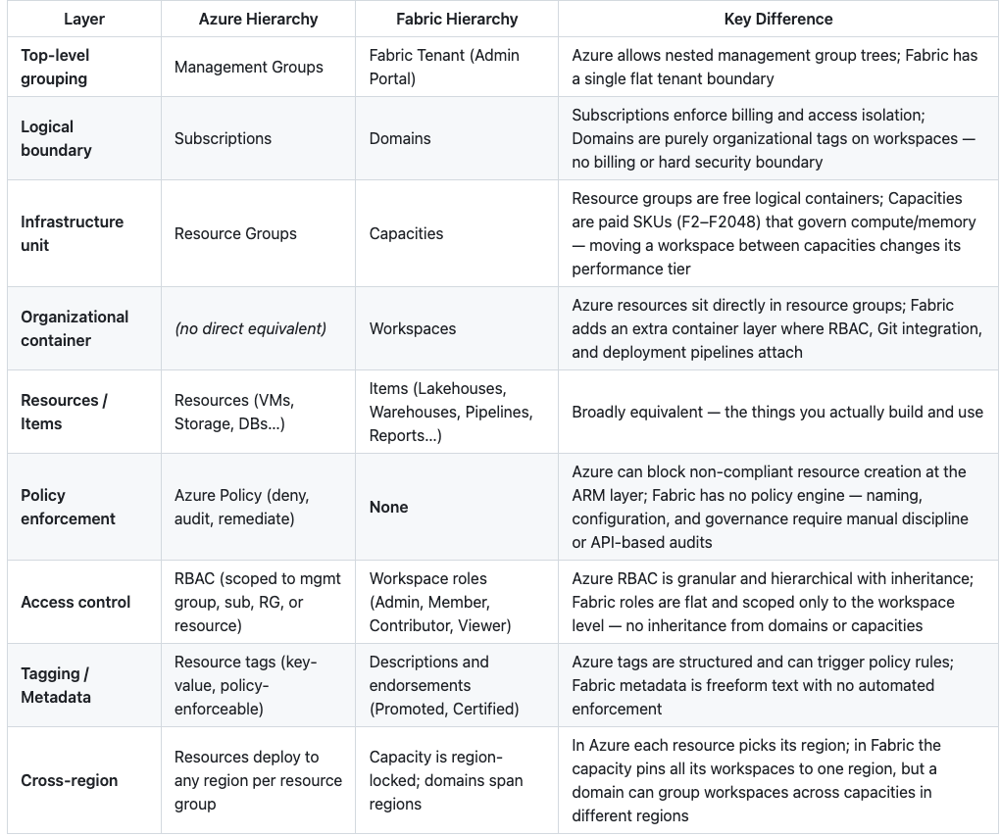 Layer
Azure Hierarchy
Fabric Hierarchy
Key Difference
Top-level
grouping
Management Groups
Fabric Tenant (Admin
Portal)
Azure allows nested management group trees; Fabric has
a single flat tenant boundary
Logical
boundary
Subscriptions
Domains
Subscriptions enforce billing and access isolation;
Domains are purely organizational tags on workspaces —
no billing or hard security boundary
Infrastructure
unit
Resource Groups
Capacities
Resource groups are free logical containers; Capacities
are paid SKUs (F2–F2048) that govern compute/memory
— moving a workspace between capacities changes its
performance tier
Organizational
container
(no direct equivalent)
Workspaces
Azure resources sit directly in resource groups; Fabric
adds an extra container layer where RBAC, Git integration,
and deployment pipelines attach
Resources /
Items
Resources (VMs,
Storage, DBs...)
Items (Lakehouses,
Warehouses, Pipelines,
Reports...)
Broadly equivalent — the things you actually build and use
Policy
enforcement
Azure Policy (deny,
audit, remediate)
None
Azure can block non-compliant resource creation at the
ARM layer; Fabric has no policy engine — naming,
configuration, and governance require manual discipline
or API-based audits
Access control
RBAC (scoped to mgmt
group, sub, RG, or
resource)
Workspace roles
(Admin, Member,
Contributor, Viewer)
Azure RBAC is granular and hierarchical with inheritance;
Fabric roles are flat and scoped only to the workspace
level — no inheritance from domains or capacities
Tagging /
Metadata
Resource tags (key-
value, policy-
enforceable)
Descriptions and
endorsements
(Promoted, Certified)
Azure tags are structured and can trigger policy rules;
Fabric metadata is freeform text with no automated
enforcement
Cross-region
Resources deploy to
any region per resource
group
Capacity is region-
locked; domains span
regions
In Azure each resource picks its region; in Fabric the
capacity pins all its workspaces to one region, but a
domain can group workspaces across capacities in
different regions